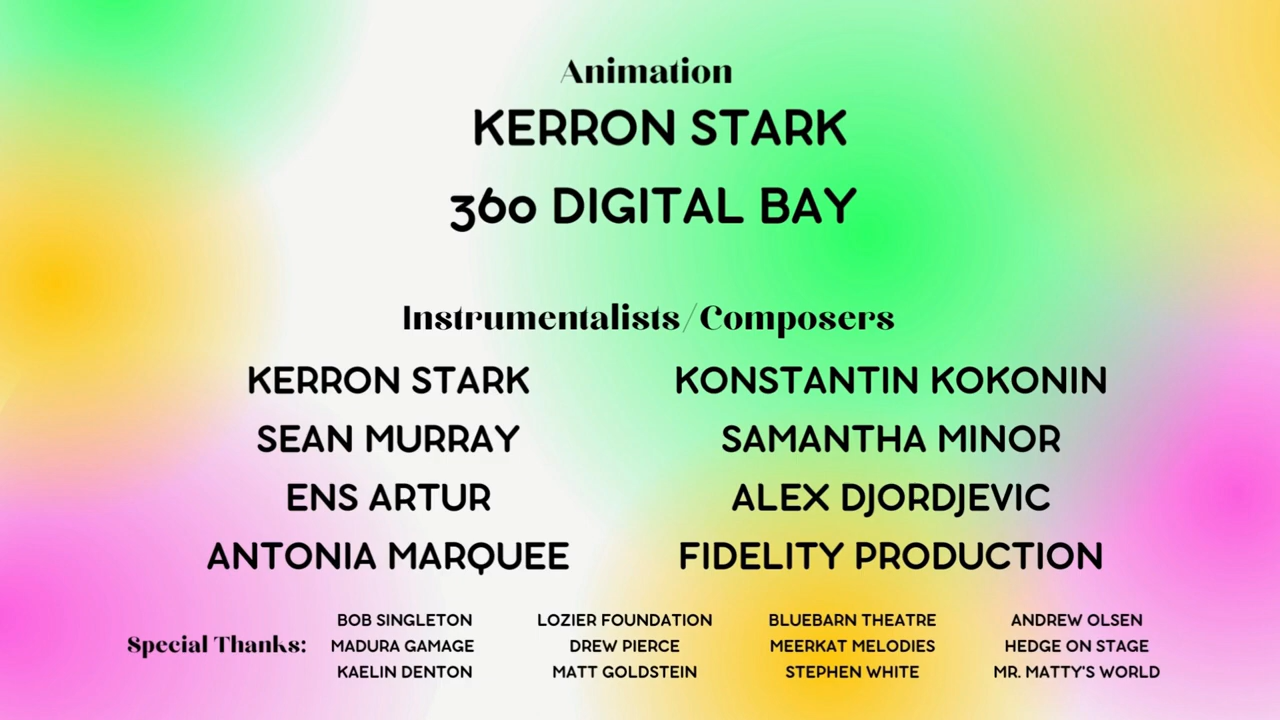 Animation
KERRON STARK
360 DIGITAL BAY
Instrumentalists/Composers
KERRON STARK
SEAN MURRAY
ENS ARTUR
ANTONIA MARQUEE
KONSTANTIN KOKONIN
SAMANTHA MINOR
ALEX DJORDJEVIC
FIDELITY PRODUCTION
Special Thanks:
BOB SINGLETON
MADURA GAMAGE
KAELIN DENTON
LOZIER FOUNDATION
DREW PIERCE
MATT GOLDSTEIN
BLUEBARN THEATRE
MEERKAT MELODIES
STEPHEN WHITE
ANDREW OLSEN
HEDGE ON STAGE
MR. MATTY'S WORLD